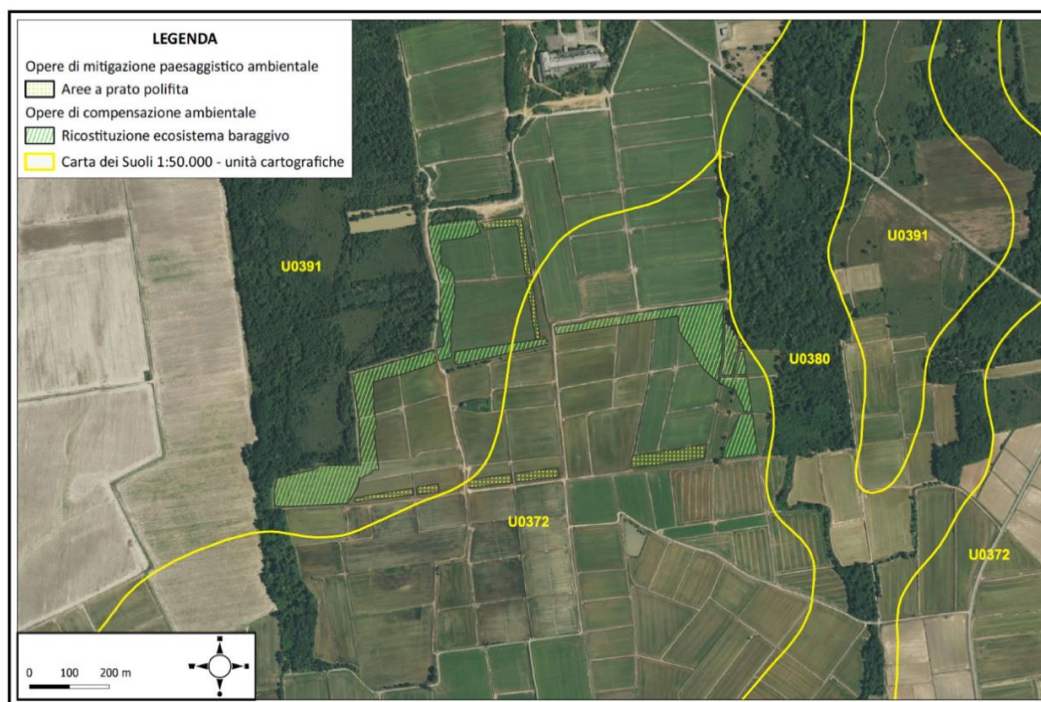 LEGENDA
Opere di mitigazione paesaggistico ambientale
Aree a prato polifita
Opere di compensazione ambientale
Ricostituzione ecosistema baraggivo
Carta dei Suoli 1:50.000 - unità cartografiche
U0391
U0391
U0380
U0372
U0372
0 100 200 m